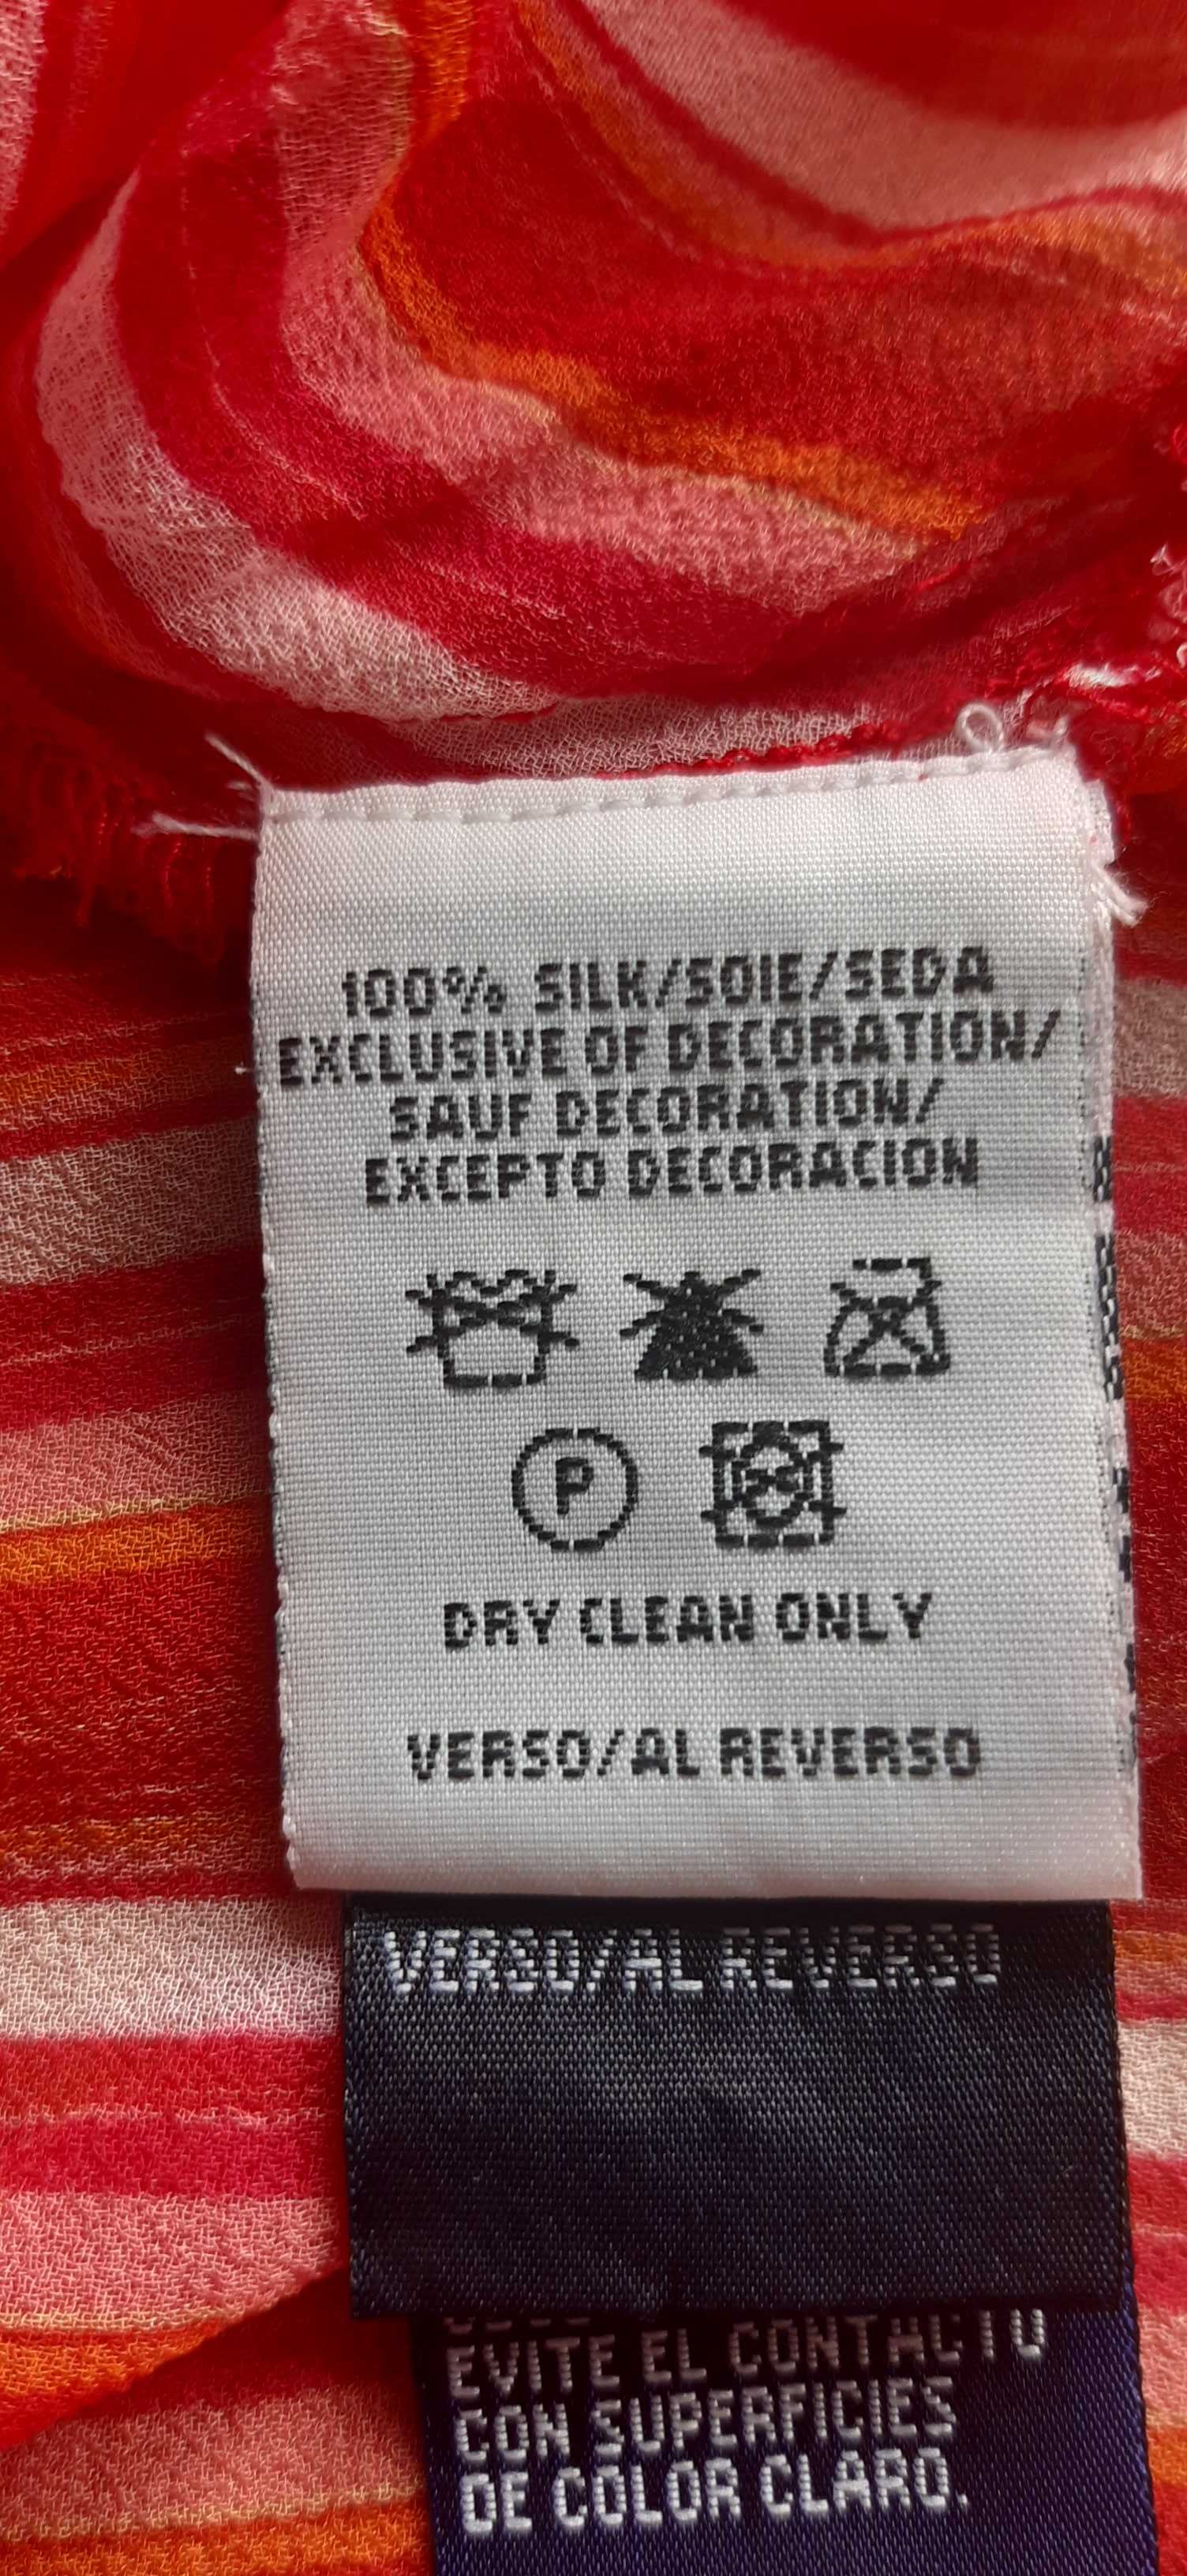 100% SILK/SOIE/SEDA
EXCLUSIVE OF DECORATION/
SAUF DECORATION/
EXCEPTO DECORACION
P
DRY CLEAN ONLY
VERSO/AL REVERSO
VERSO/AL REVERSO
EVITE EL CONTACTO
CON SUPERFICIES
DE COLOR CLARO.